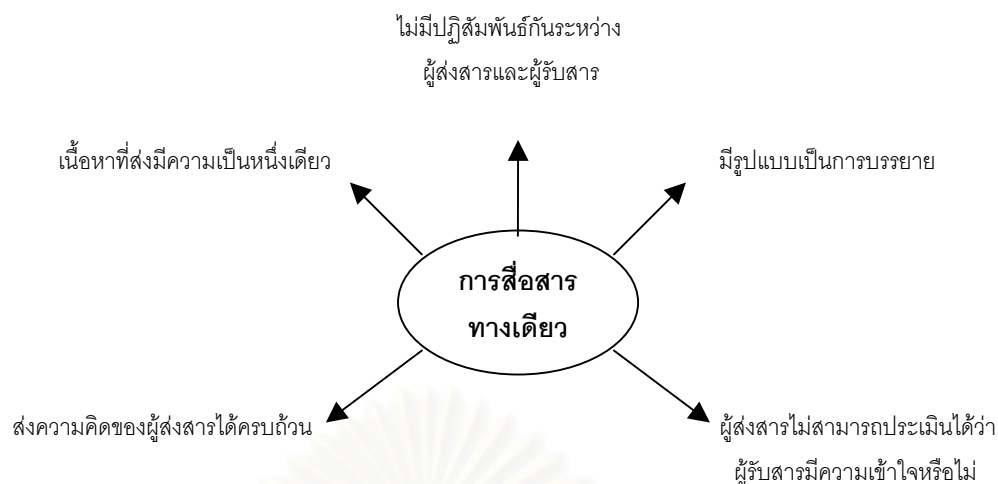 ไม่มีปฏิสัมพันธ์กันระหว่าง
ผู้ส่งสารและผู้รับสาร
เนื้อหาที่ส่งมีความเป็นหนึ่งเดียว
มีรูปแบบเป็นการบรรยาย
การสื่อสาร
ทางเดียว
ส่งความคิดของผู้ส่งสารได้ครบถ้วน
ผู้ส่งสารไม่สามารถประเมินได้ว่า
ผู้รับสารมีความเข้าใจหรือไม่